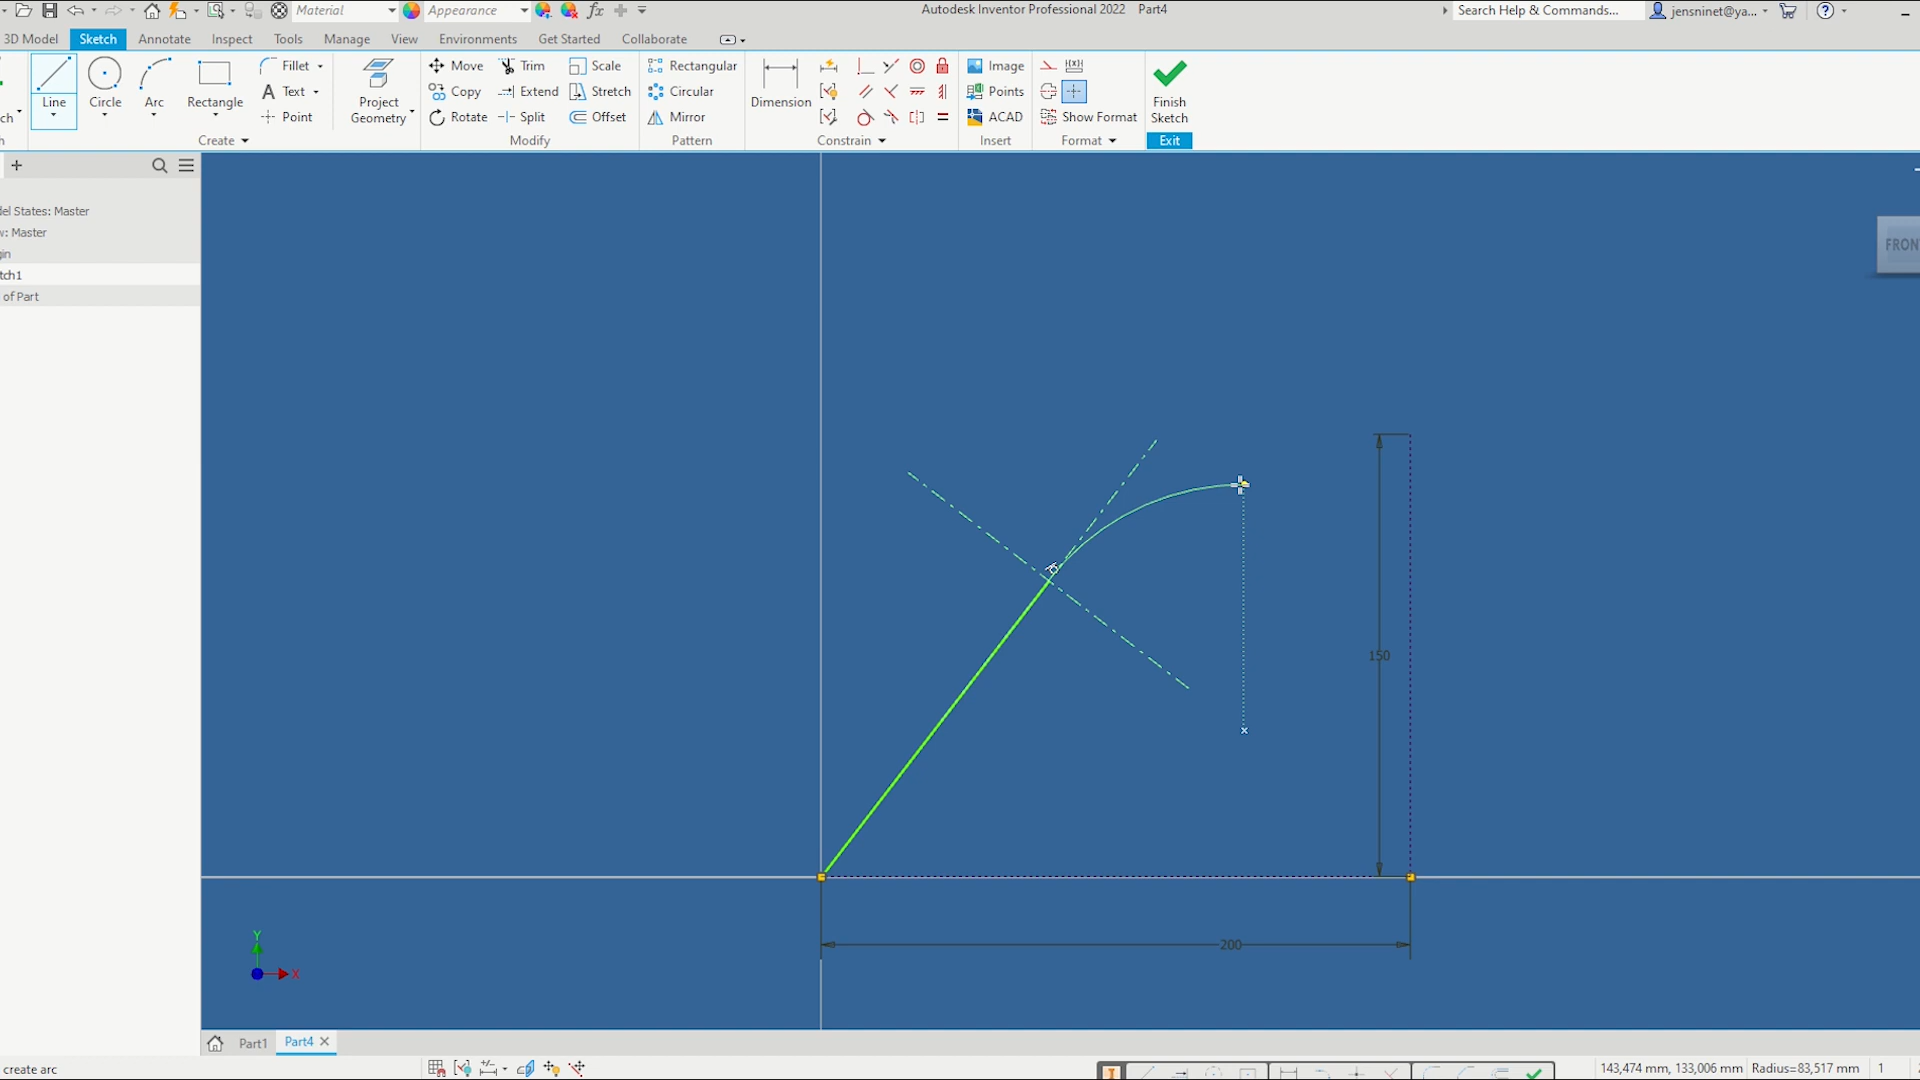 Material
Appearance
fx
Autodesk Inventor Professional 2022 Part4
Search Help & Commands...
jensninet@ya...
3D Model Sketch Annotate Inspect Tools Manage View Environments Get Started Collaborate
Line Circle Arc Rectangle
Fillet
Text
Point
Project Geometry
Move Trim Scale
Copy Extend Stretch
Rotate Split Offset
Rectangular
Circular
Mirror
Dimension
Image
Points
ACAD
Show Format
Finish Sketch
ch
Create Modify Pattern Constrain Insert Format Exit
del States: Master
w: Master
gin
tch1
of Part
FRON
150
200
Y
X
Part1 Part4
create arc
143,474 mm, 133,006 mm Radius=83,517 mm 1